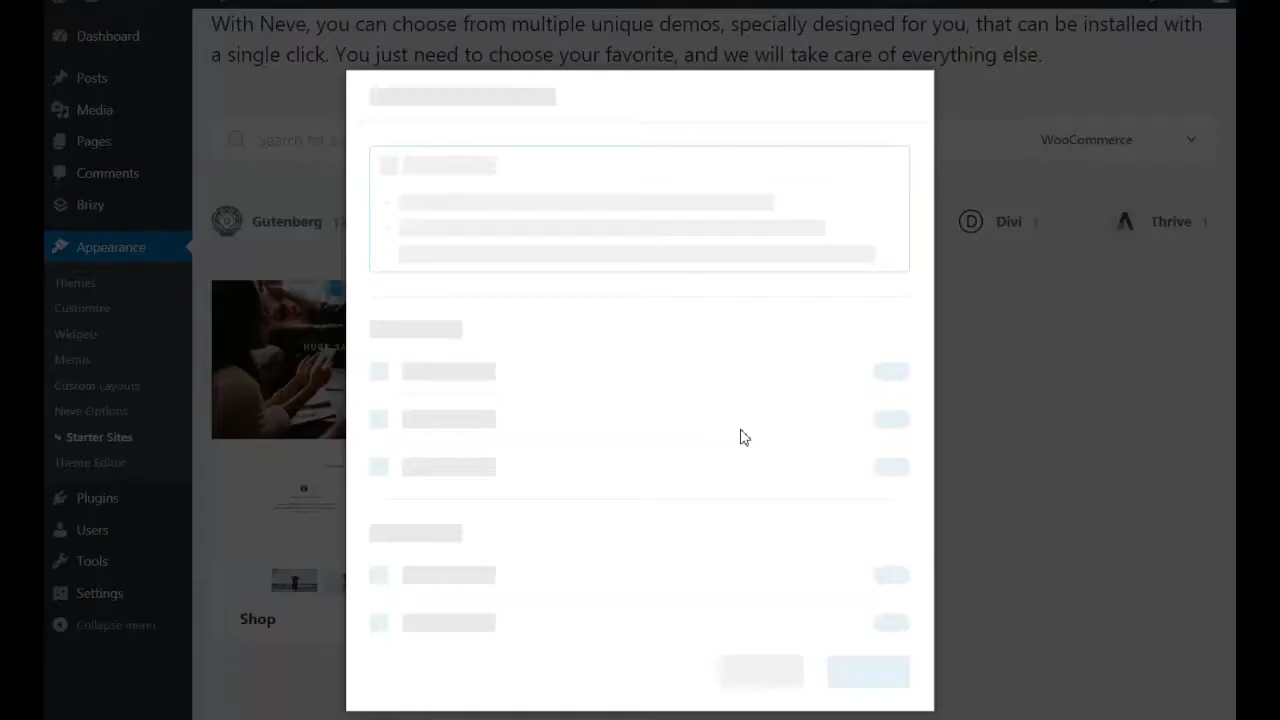 With Neve, you can choose from multiple unique demos, specially designed for you, that can be installed with
a single click. You just need to choose your favorite, and we will take care of everything else.
Dashboard
Posts
Media
Pages
Comments
Brizy
Appearance
Themes
Customize
Widgets
Menus
Custom Layouts
Neve Options
Starter Sites
Theme Editor
Plugins
Users
Tools
Settings
Collapse menu
Search for a
WooCommerce
Gutenberg
D Divi
Thrive
Shop